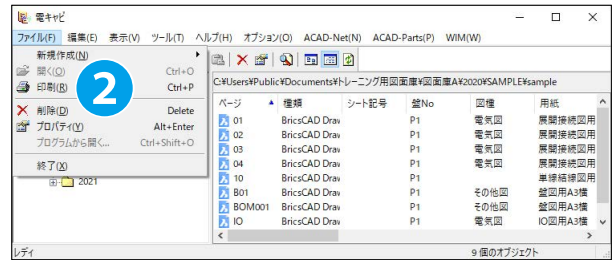 電キャビ
ファイル(F) 編集(E) 表示(V) ツール(T) ヘルプ(H) オプション(O) ACAD-Net(N) ACAD-Parts(P) WIM(W)
新規作成(N)
開く(O) Ctrl+O
印刷(R) Ctrl+P
削除(D) Delete
プロパティ(Y) Alt+Enter
プログラムから開く... Ctrl+Shift+O
終了(X)
2
2021
C:¥Users¥Public¥Documents¥トレーニング用図面庫¥図面庫A¥2020¥SAMPLE¥sample
ページ 種類 シート記号 盤No 図種 用紙
01 BricsCAD Drav P1 電気図 展開接続図用
02 BricsCAD Drav P1 電気図 展開接続図用
03 BricsCAD Drav P1 電気図 展開接続図用
04 BricsCAD Drav P1 電気図 展開接続図用
10 BricsCAD Drav P1 単線結線図用
B01 BricsCAD Drav P1 その他図 盤図用A3横
BOM001 BricsCAD Drav P1 その他図 盤図用A3横
IO BricsCAD Drav P1 電気図 IO図用A3横
レディ 9 個のオブジェクト